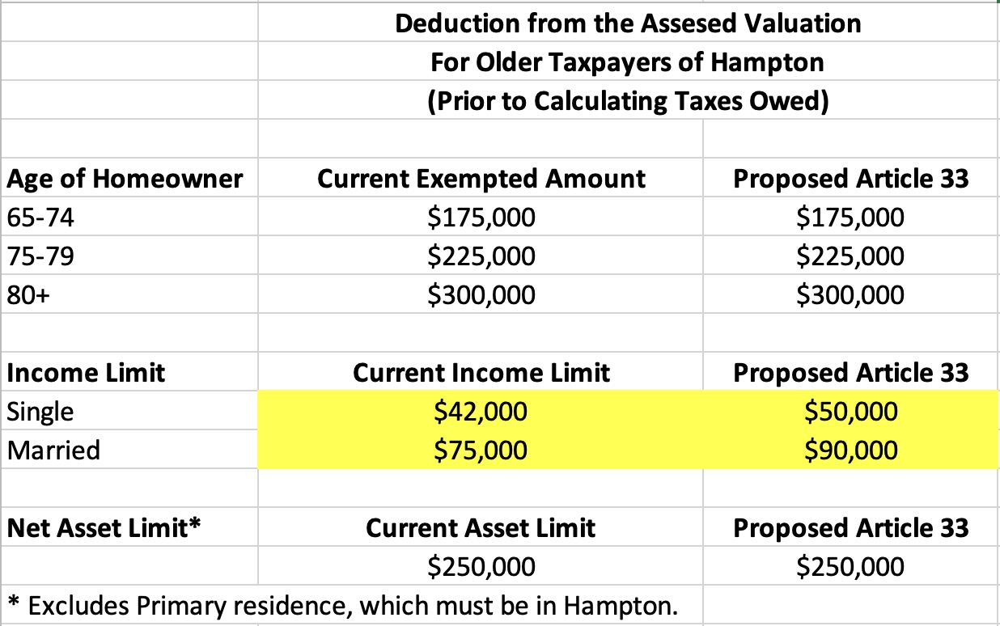 Deduction from the Assesed Valuation
For Older Taxpayers of Hampton
(Prior to Calculating Taxes Owed)
Age of Homeowner Current Exempted Amount Proposed Article 33
65-74 $175,000 $175,000
75-79 $225,000 $225,000
80+ $300,000 $300,000
Income Limit Current Income Limit Proposed Article 33
Single $42,000 $50,000
Married $75,000 $90,000
Net Asset Limit* Current Asset Limit Proposed Article 33
$250,000 $250,000
* Excludes Primary residence, which must be in Hampton.